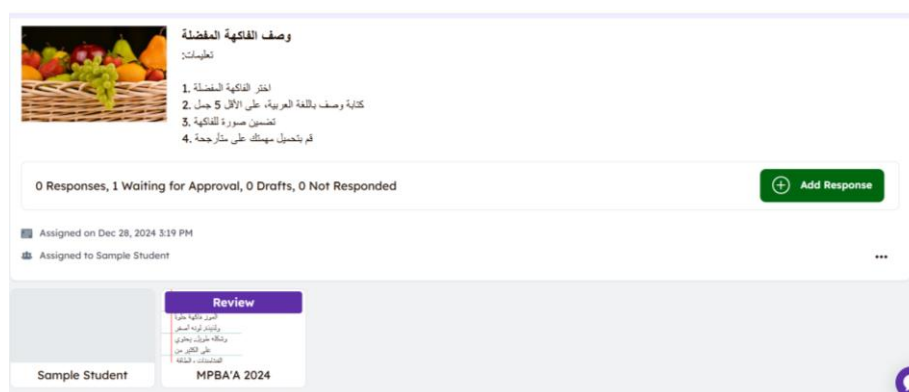 وصف الفاكهة المفضلة
تعليمات:
1. اختر الفاكهة المفضلة
2. كتابة وصف باللغة العربية، على الأقل 5 جمل
3. تضمين صورة للفاكهة
4. قم بتحميل مهمتك على متأرجحة
0 Responses, 1 Waiting for Approval, 0 Drafts, 0 Not Responded
Add Response
Assigned on Dec 28, 2024 3:19 PM
Assigned to Sample Student
Review
الموز فاكهة حلوة
ولذيذة، لونه أصفر
وشكله طويل، يحتوي
على الكثير من
Sample Student
MPBA'A 2024